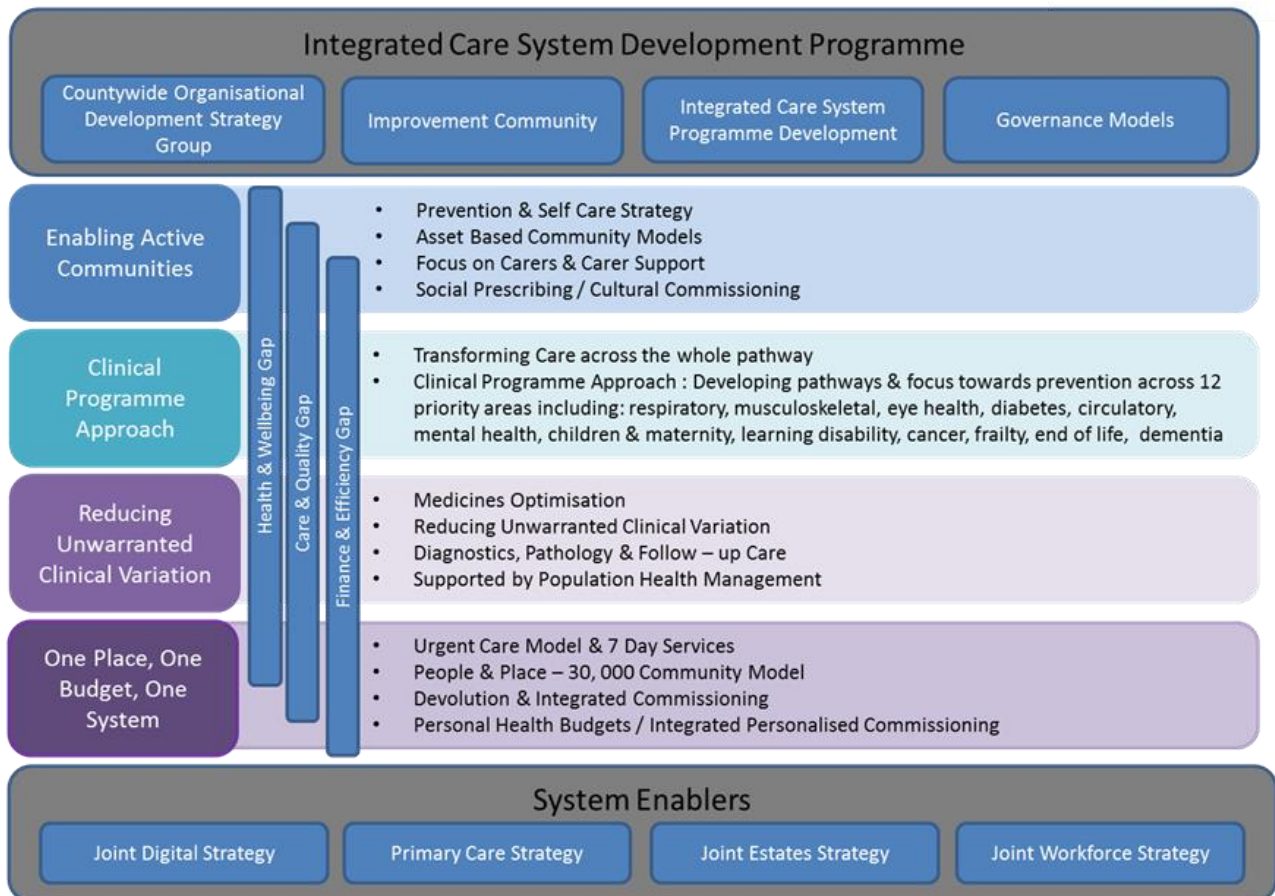 Integrated Care System Development Programme
Countywide Organisational
Development Strategy
Group
Improvement Community
Integrated Care System
Programme Development
Governance Models
Enabling Active
Communities
• Prevention & Self Care Strategy
• Asset Based Community Models
• Focus on Carers & Carer Support
• Social Prescribing / Cultural Commissioning
Health & Wellbeing Gap
Care & Quality Gap
Finance & Efficiency Gap
Clinical
Programme
Approach
• Transforming Care across the whole pathway
• Clinical Programme Approach : Developing pathways & focus towards prevention across 12
priority areas including: respiratory, musculoskeletal, eye health, diabetes, circulatory,
mental health, children & maternity, learning disability, cancer, frailty, end of life, dementia
Reducing
Unwarranted
Clinical Variation
• Medicines Optimisation
• Reducing Unwarranted Clinical Variation
• Diagnostics, Pathology & Follow – up Care
• Supported by Population Health Management
One Place, One
Budget, One
System
• Urgent Care Model & 7 Day Services
• People & Place – 30, 000 Community Model
• Devolution & Integrated Commissioning
• Personal Health Budgets / Integrated Personalised Commissioning
System Enablers
Joint Digital Strategy
Primary Care Strategy
Joint Estates Strategy
Joint Workforce Strategy